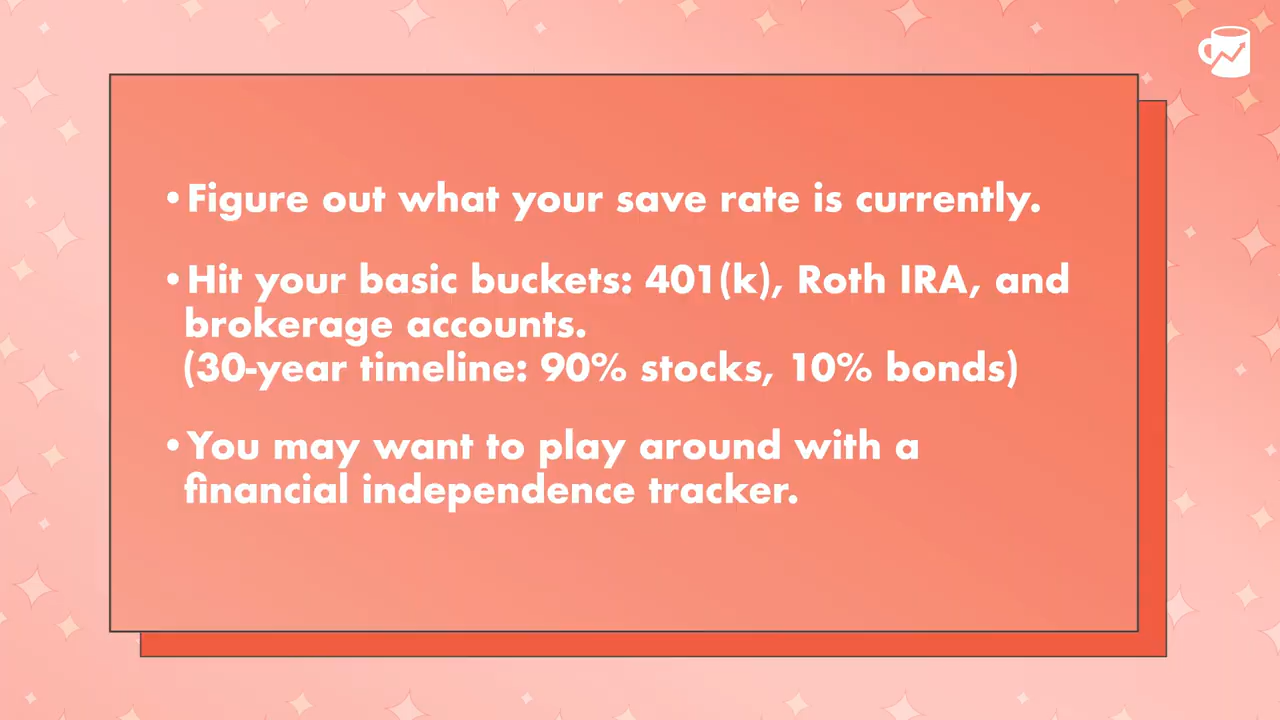 •Figure out what your save rate is currently.
•Hit your basic buckets: 401(k), Roth IRA, and
brokerage accounts.
(30-year timeline: 90% stocks, 10% bonds)
•You may want to play around with a
financial independence tracker.